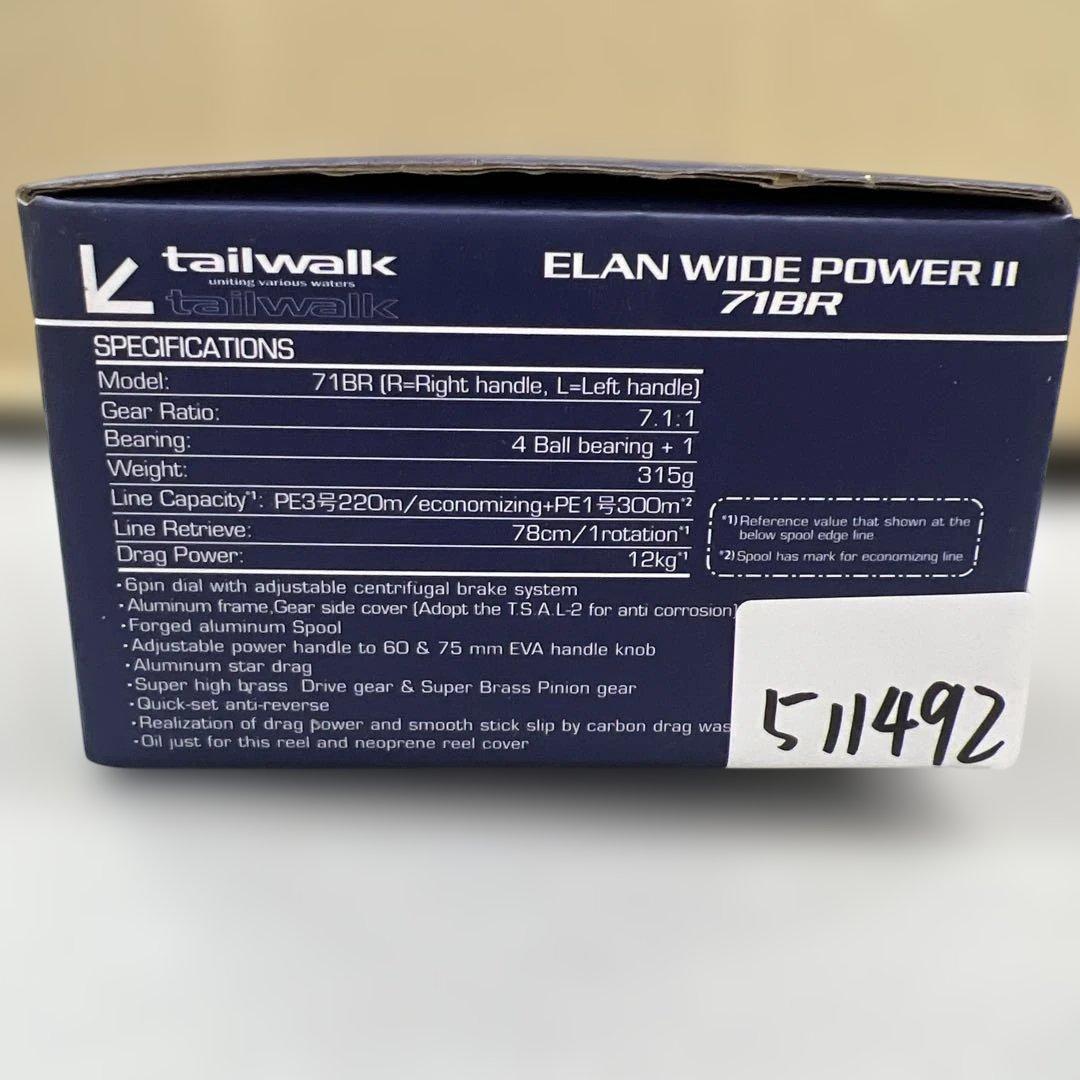 tailwalk
uniting various waters
tailwalk
ELAN WIDE POWER II
71BR
SPECIFICATIONS
Model: 71BR (R=Right handle, L=Left handle)
Gear Ratio: 7.1:1
Bearing: 4 Ball bearing + 1
Weight: 315g
Line Capacity*1: PE3号220m/economizing+PE1号300m*2
Line Retrieve: 78cm/1rotation*1
Drag Power: 12kg*1
*1)Reference value that shown at the
below spool edge line
*2)Spool has mark for economizing line
•6pin dial with adjustable centrifugal brake system
•Aluminum frame,Gear side cover (Adopt the T.S.A.L-2 for anti corrosion)
•Forged aluminum Spool
•Adjustable power handle to 60 & 75 mm EVA handle knob
•Aluminum star drag
•Super high brass Drive gear & Super Brass Pinion gear
•Quick-set anti-reverse
•Realization of drag power and smooth stick slip by carbon drag was
•Oil just for this reel and neoprene reel cover
511492